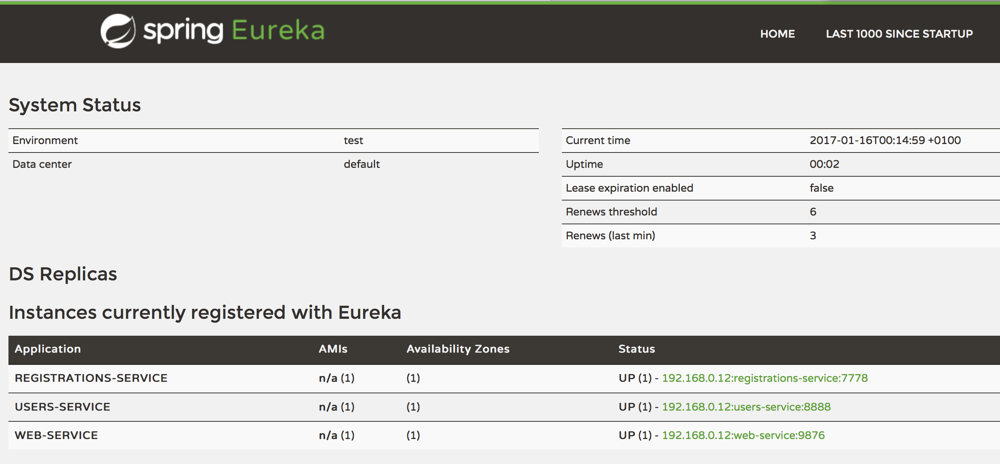 spring Eureka
HOME LAST 1000 SINCE STARTUP
System Status
Environment test
Data center default
Current time 2017-01-16T00:14:59 +0100
Uptime 00:02
Lease expiration enabled false
Renews threshold 6
Renews (last min) 3
DS Replicas
Instances currently registered with Eureka
Application AMIs Availability Zones Status
REGISTRATIONS-SERVICE n/a (1) (1) UP (1) - 192.168.0.12:registrations-service:7778
USERS-SERVICE n/a (1) (1) UP (1) - 192.168.0.12:users-service:8888
WEB-SERVICE n/a (1) (1) UP (1) - 192.168.0.12:web-service:9876